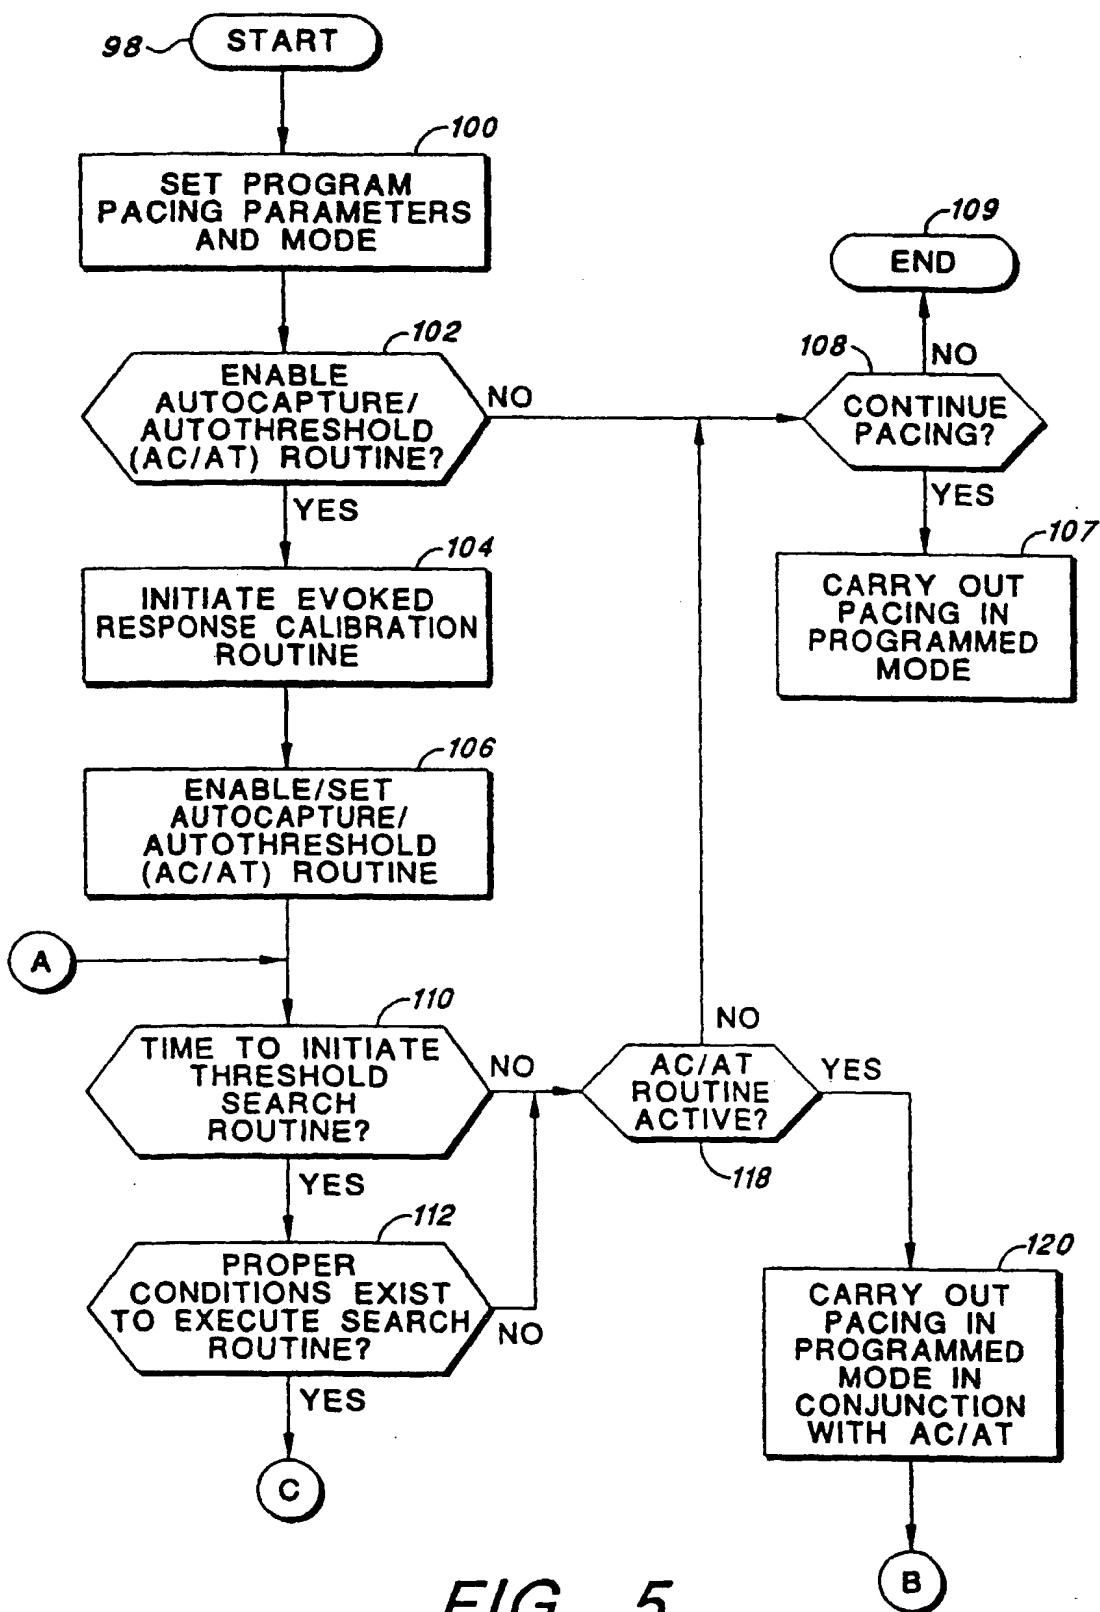 98
START
100
SET PROGRAM
PACING PARAMETERS
AND MODE
102
ENABLE
AUTOCAPTURE/
AUTOTHRESHOLD
(AC/AT) ROUTINE?
NO
YES
109
END
108
NO
CONTINUE
PACING?
YES
107
CARRY OUT
PACING IN
PROGRAMMED
MODE
104
INITIATE EVOKED
RESPONSE CALIBRATION
ROUTINE
106
ENABLE/SET
AUTOCAPTURE/
AUTOTHRESHOLD
(AC/AT) ROUTINE
A
110
TIME TO INITIATE
THRESHOLD
SEARCH
ROUTINE?
NO
YES
NO
AC/AT
ROUTINE
ACTIVE?
YES
118
112
PROPER
CONDITIONS EXIST
TO EXECUTE SEARCH
ROUTINE?
NO
YES
C
120
CARRY OUT
PACING IN
PROGRAMMED
MODE IN
CONJUNCTION
WITH AC/AT
B
FIG. 5